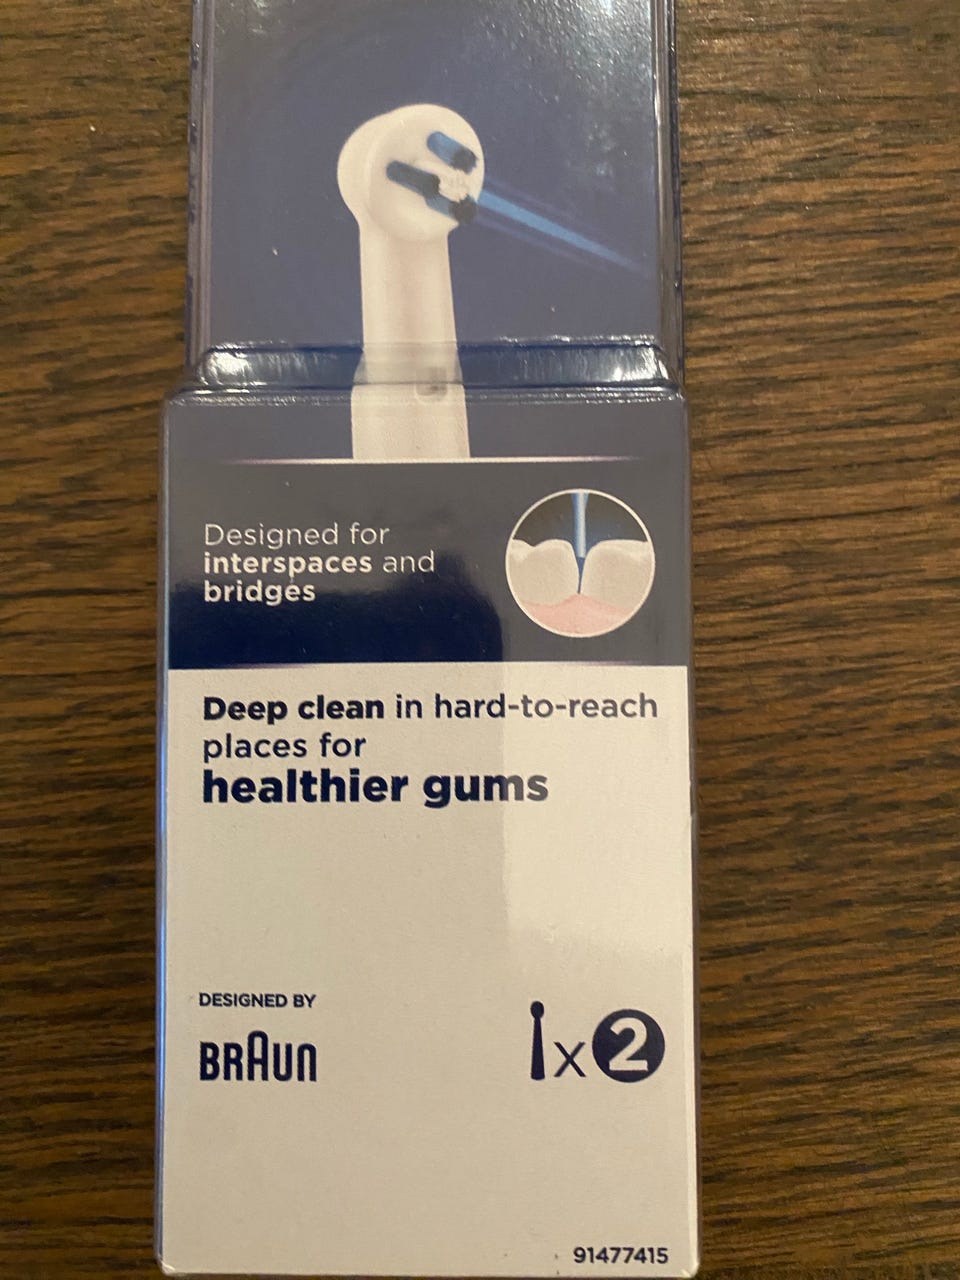 Designed for
interspaces and
bridges
Deep clean in hard-to-reach
places for
healthier gums
DESIGNED BY
BRAUN
x2
91477415